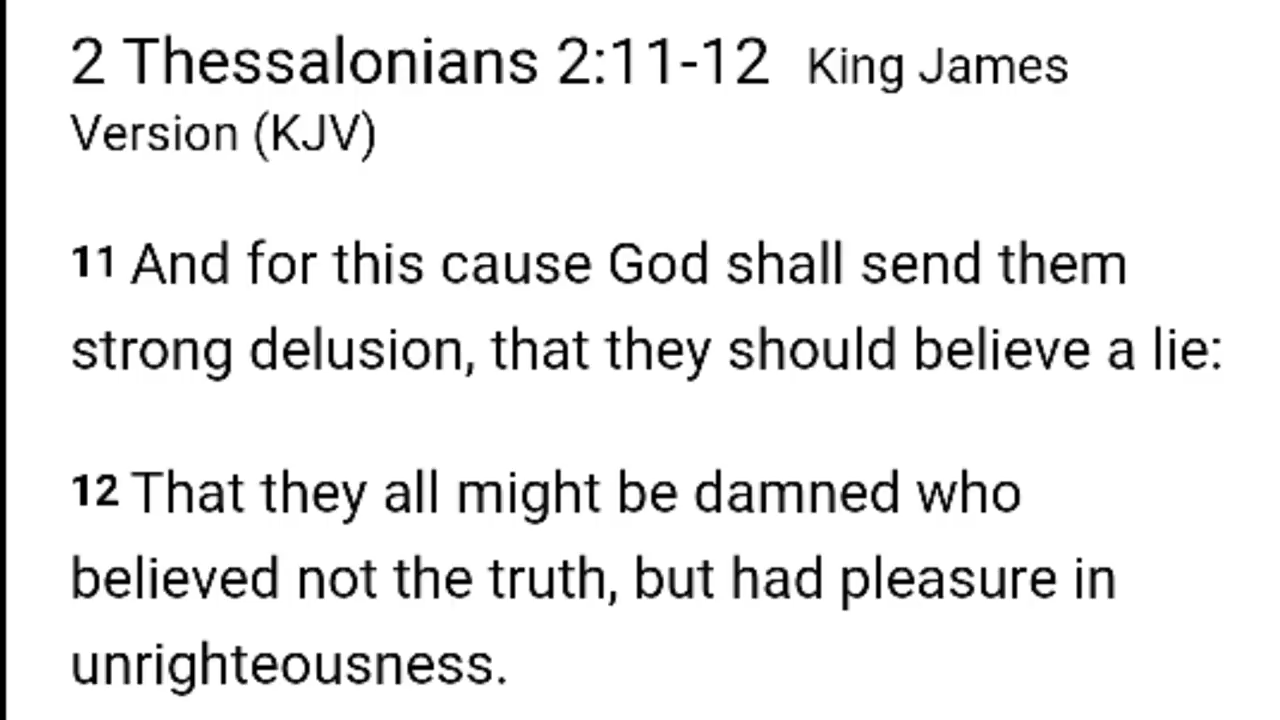 2 Thessalonians 2:11-12 King James
Version (KJV)
11 And for this cause God shall send them
strong delusion, that they should believe a lie:
12 That they all might be damned who
believed not the truth, but had pleasure in
unrighteousness.